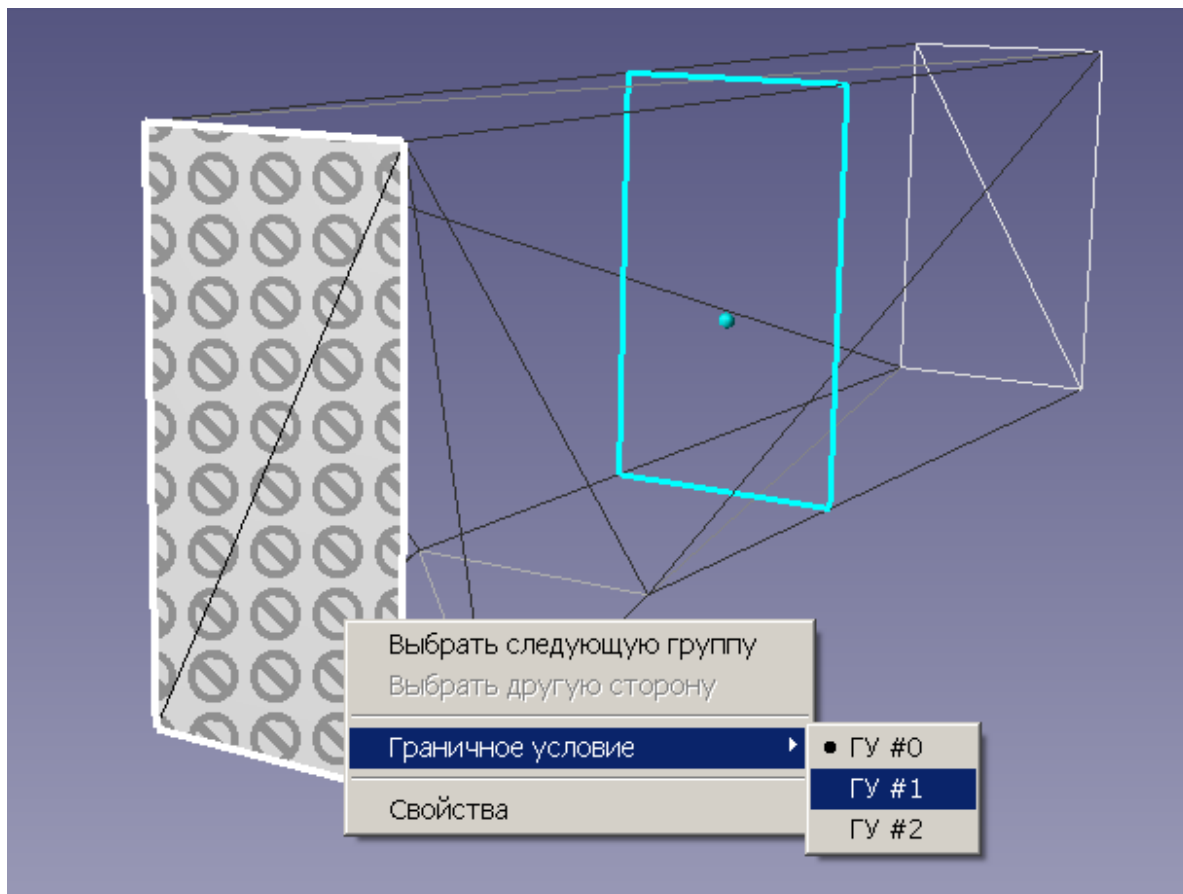 Выбрать следующую группу
Выбрать другую сторону
Граничное условие
ГУ #0
ГУ #1
ГУ #2
Свойства